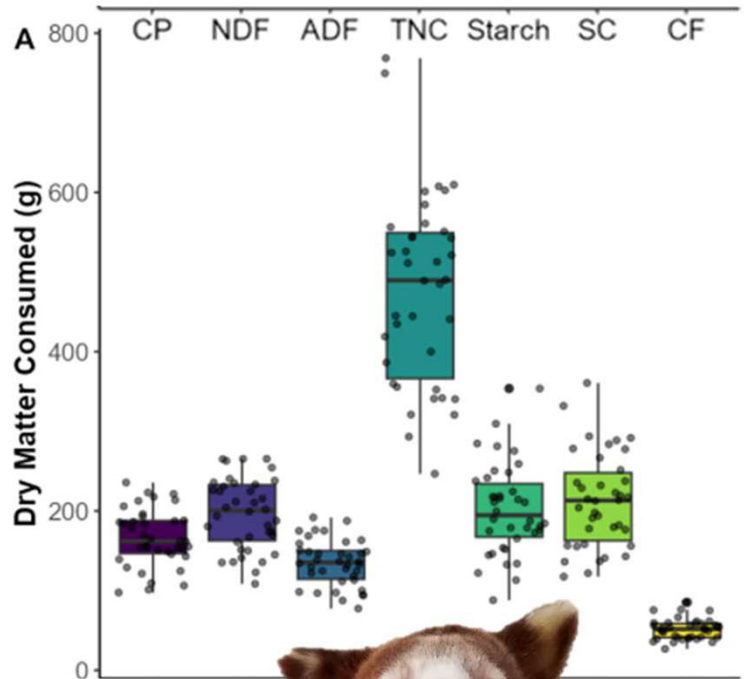 A
CP NDF ADF TNC Starch SC CF
Dry Matter Consumed (g)
800
600
400
200
0